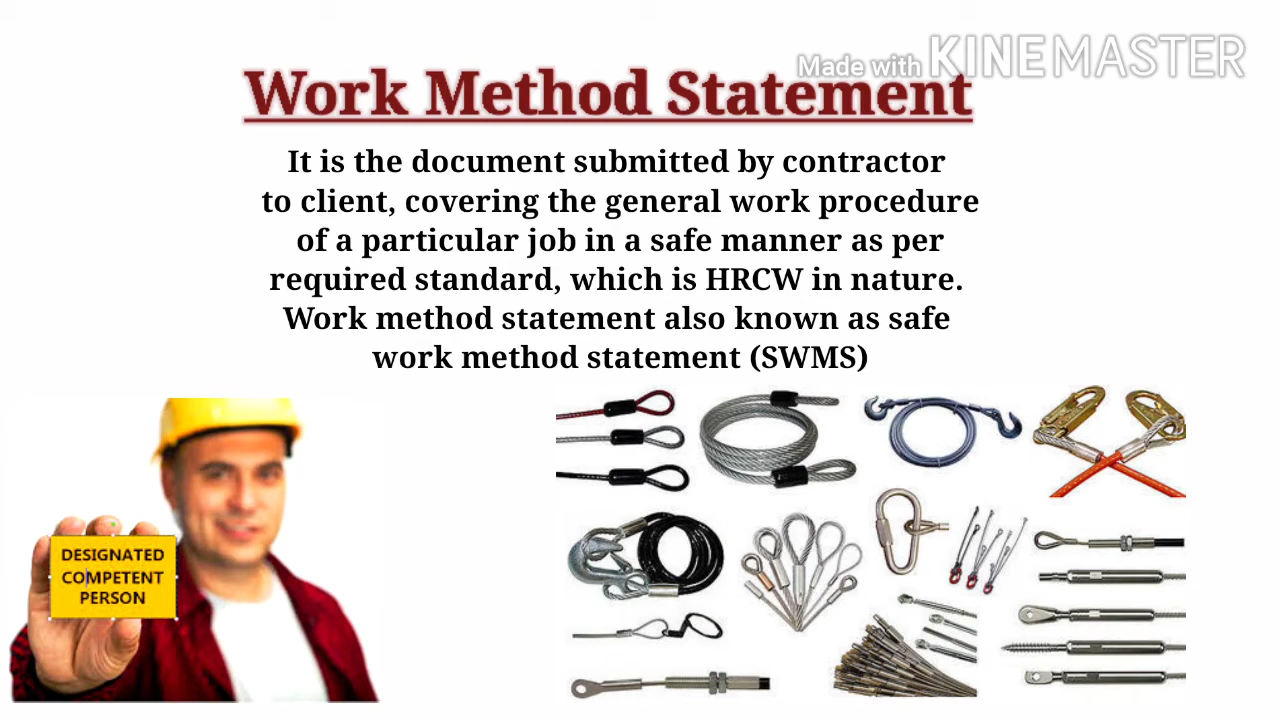 Made with KINEMASTER
Work Method Statement
It is the document submitted by contractor
to client, covering the general work procedure
of a particular job in a safe manner as per
required standard, which is HRCW in nature.
Work method statement also known as safe
work method statement (SWMS)
DESIGNATED
COMPETENT
PERSON